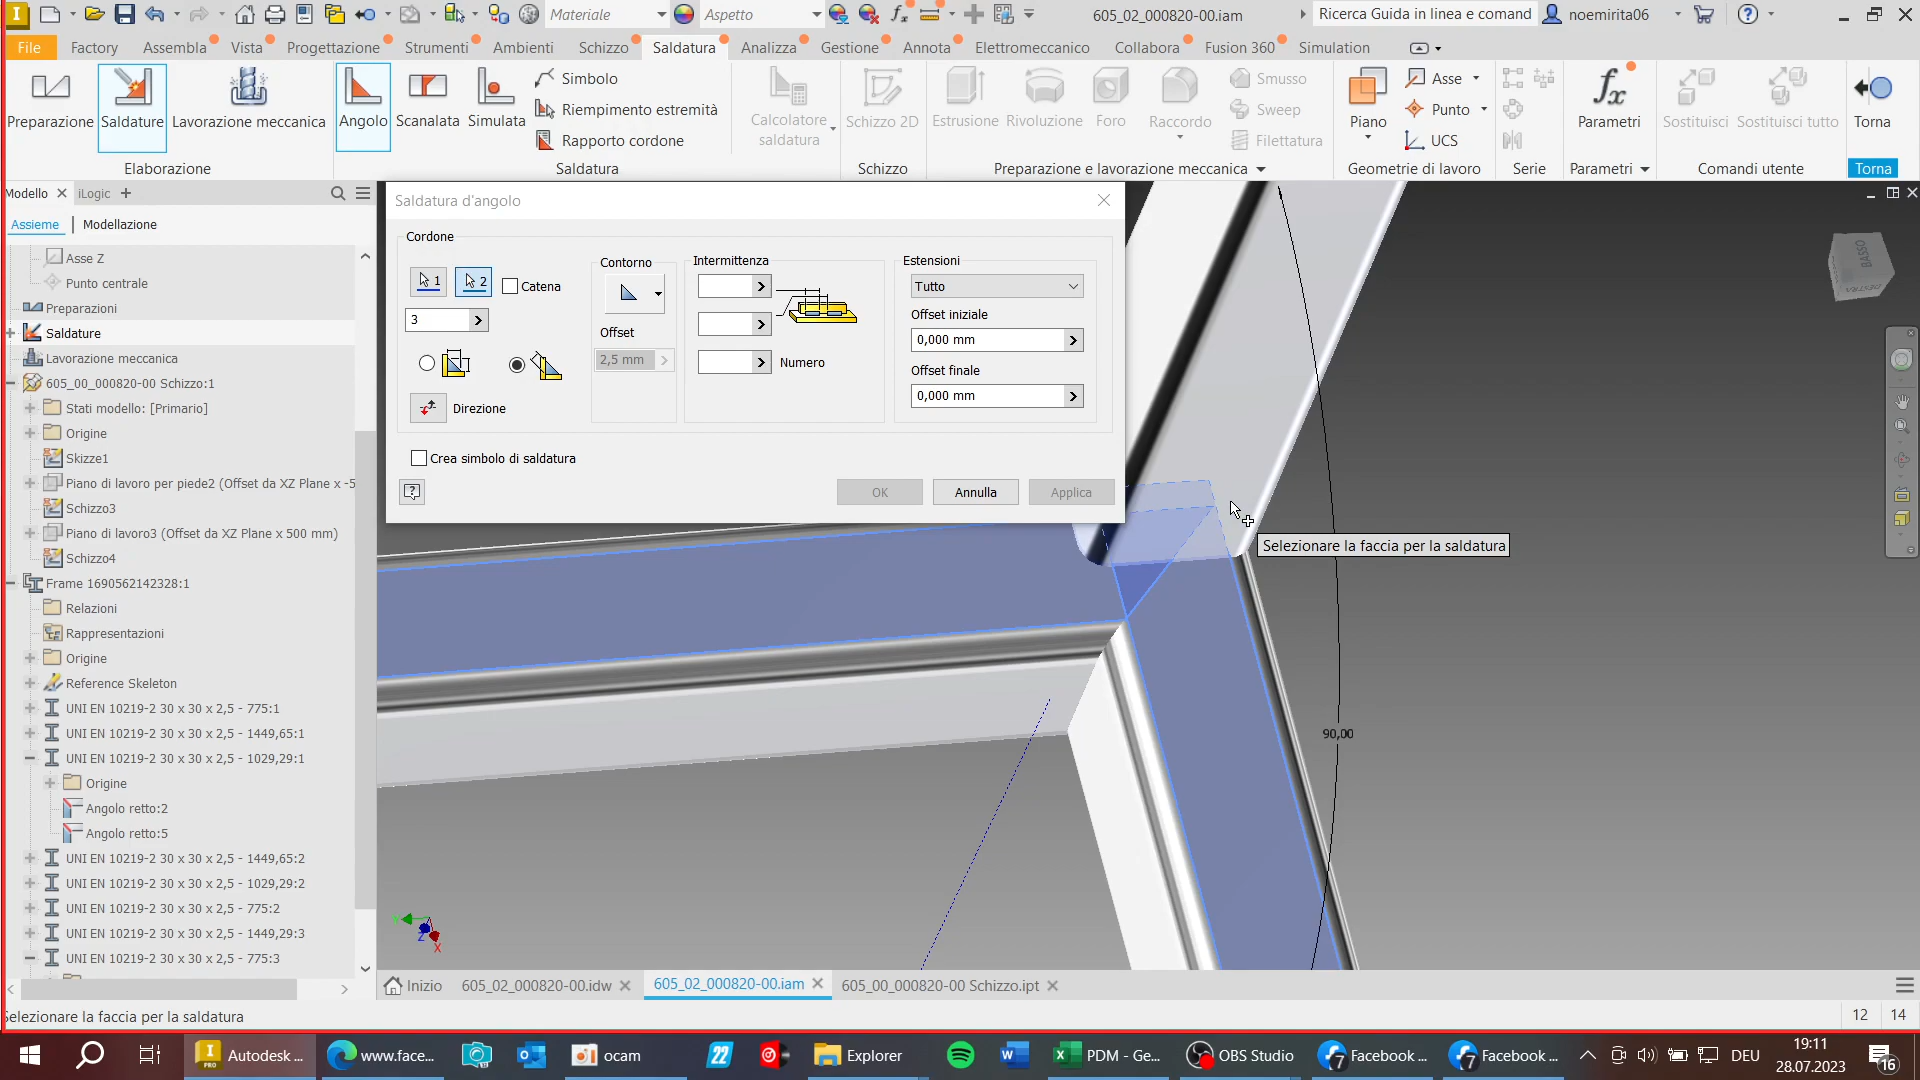 Materiale
Aspetto
605_02_000820-00.iam
Ricerca Guida in linea e comand
noemirita06
File
Factory
Assembla
Vista
Progettazione
Strumenti
Ambienti
Schizzo
Saldatura
Analizza
Gestione
Annota
Elettromeccanico
Collabora
Fusion 360
Simulation
Preparazione
Saldature
Lavorazione meccanica
Angolo
Scanalata
Simulata
Simbolo
Riempimento estremità
Rapporto cordone
Calcolatore saldatura
Schizzo 2D
Estrusione
Rivoluzione
Foro
Raccordo
Smusso
Sweep
Filettatura
Piano
Asse
Punto
UCS
Parametri
Sostituisci
Sostituisci tutto
Torna
Elaborazione
Saldatura
Schizzo
Preparazione e lavorazione meccanica
Geometrie di lavoro
Serie
Parametri
Comandi utente
Torna
Modello
iLogic
Assieme
Modellazione
Asse Z
Punto centrale
Preparazioni
Saldature
Lavorazione meccanica
605_00_000820-00 Schizzo:1
Stati modello: [Primario]
Origine
Skizze1
Piano di lavoro per piede2 (Offset da XZ Plane x -5
Schizzo3
Piano di lavoro3 (Offset da XZ Plane x 500 mm)
Schizzo4
Frame 1690562142328:1
Relazioni
Rappresentazioni
Origine
Reference Skeleton
UNI EN 10219-2 30 x 30 x 2,5 - 775:1
UNI EN 10219-2 30 x 30 x 2,5 - 1449,65:1
UNI EN 10219-2 30 x 30 x 2,5 - 1029,29:1
Origine
Angolo retto:2
Angolo retto:5
UNI EN 10219-2 30 x 30 x 2,5 - 1449,65:2
UNI EN 10219-2 30 x 30 x 2,5 - 1029,29:2
UNI EN 10219-2 30 x 30 x 2,5 - 775:2
UNI EN 10219-2 30 x 30 x 2,5 - 1449,29:3
UNI EN 10219-2 30 x 30 x 2,5 - 775:3
Saldatura d'angolo
Cordone
1
2
Catena
3
Direzione
Contorno
Offset
2,5 mm
Intermittenza
Numero
Estensioni
Tutto
Offset iniziale
0,000 mm
Offset finale
0,000 mm
Crea simbolo di saldatura
OK
Annulla
Applica
Selezionare la faccia per la saldatura
90,00
BASSO
DESTRA
Z
X
Inizio
605_02_000820-00.idw
605_02_000820-00.iam
605_00_000820-00 Schizzo.ipt
Selezionare la faccia per la saldatura
12
14
Autodesk ...
www.face...
ocam
22
Explorer
PDM - Ge...
OBS Studio
Facebook ...
Facebook ...
DEU
19:11
28.07.2023
16